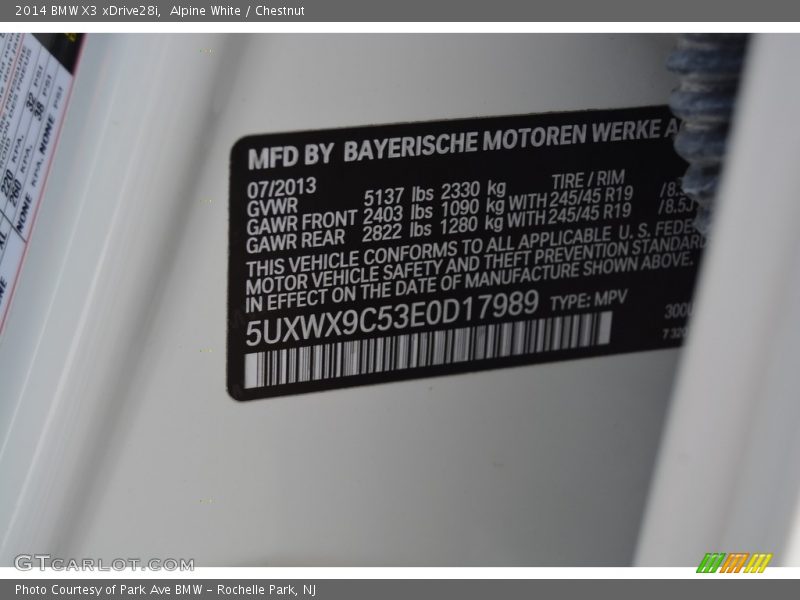 2014 BMW X3 xDrive28i, Alpine White / Chestnut
MFD BY BAYERISCHE MOTOREN WERKE
07/2013
TIRE / RIM
GVWR 5137 lbs 2330 kg
GAWR FRONT 2403 lbs 1090 kg WITH 245/45 R19
GAWR REAR 2822 lbs 1280 kg WITH 245/45 R19 /8.5J
THIS VEHICLE CONFORMS TO ALL APPLICABLE U. S.
MOTOR VEHICLE SAFETY AND THEFT PREVENTION STANDARD
IN EFFECT ON THE DATE OF MANUFACTURE SHOWN ABOVE.
5UXWX9C53E0D17989 TYPE: MPV
NONE
GTCARLOT.COM
Photo Courtesy of Park Ave BMW – Rochelle Park, NJ